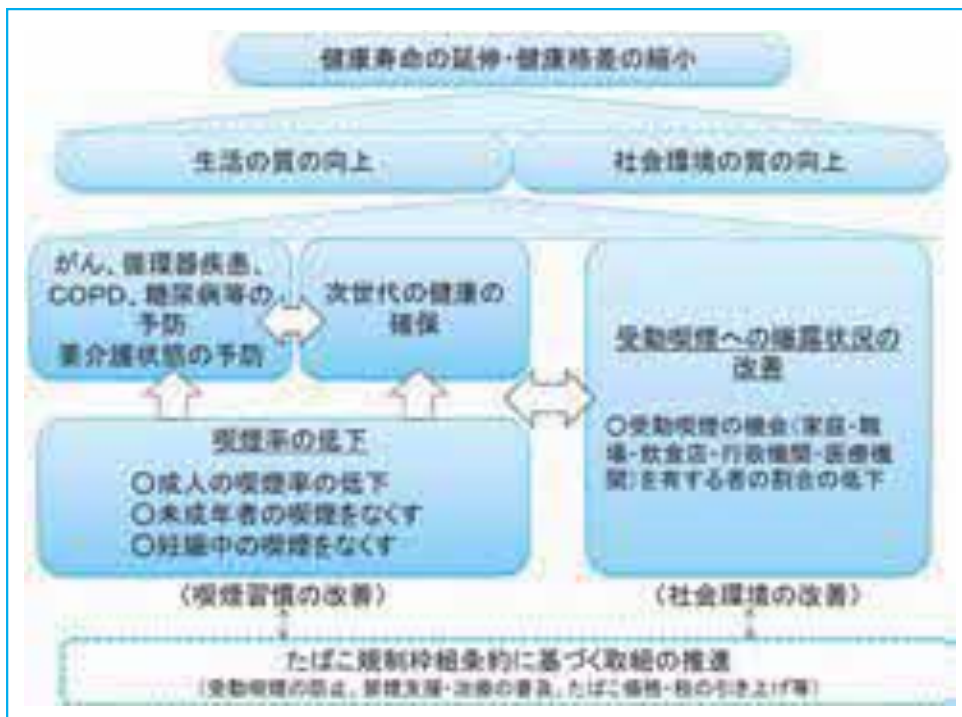 健康寿命の延伸・健康格差の縮小
生活の質の向上
社会環境の質の向上
がん、循環器疾患、
COPD、糖尿病等の
予防
要介護状態の予防
次世代の健康の
確保
受動喫煙への曝露状況の
改善
○受動喫煙の機会(家庭・職
場・飲食店・行政機関・医療機
関)を有する者の割合の低下
喫煙率の低下
○成人の喫煙率の低下
○未成年者の喫煙をなくす
○妊娠中の喫煙をなくす
(喫煙習慣の改善)
(社会環境の改善)
たばこ規制枠組条約に基づく取組の推進
(受動喫煙の防止、禁煙支援・治療の普及、たばこ価格・税の引き上げ等)